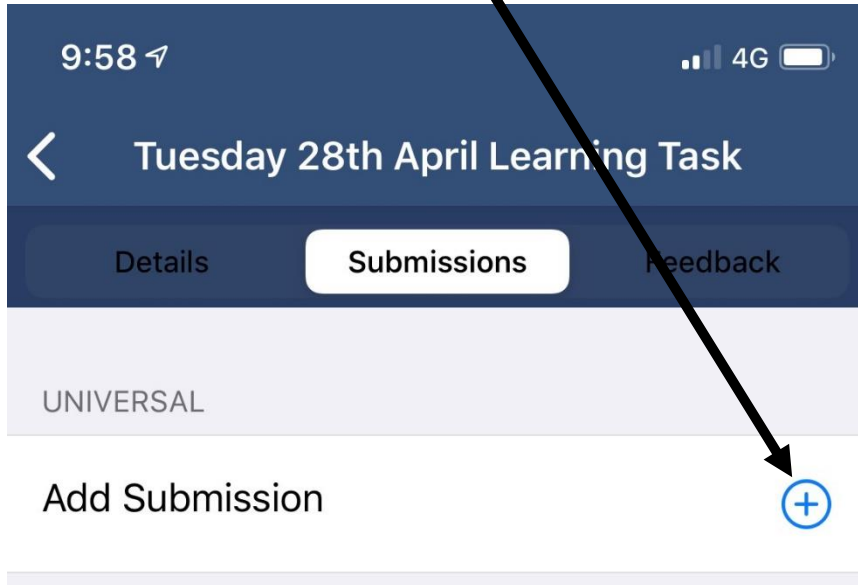 9:58 4G
Tuesday 28th April Learning Task
Details Submissions Feedback
UNIVERSAL
Add Submission